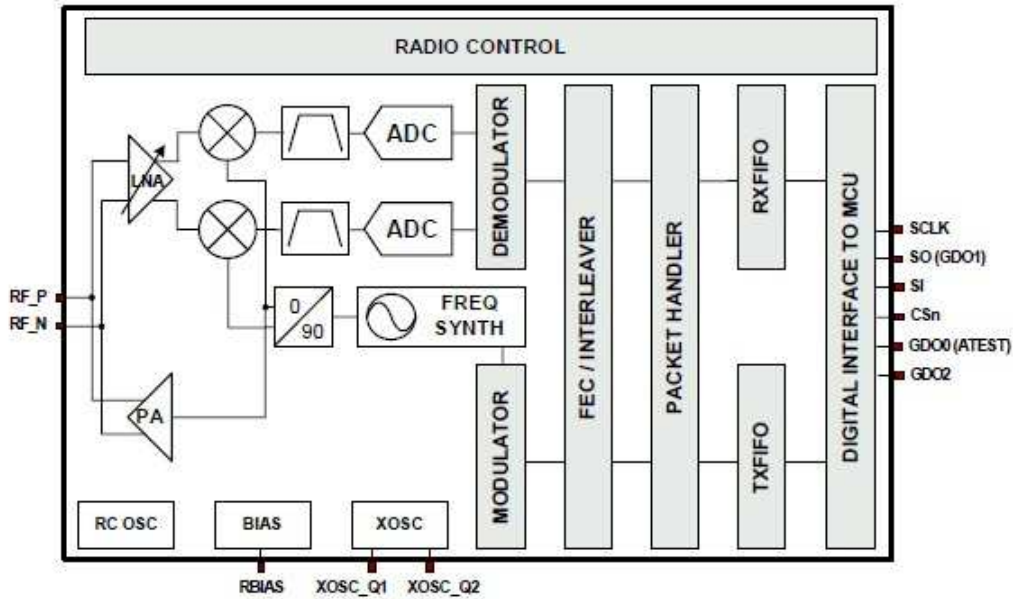 RADIO CONTROL
LNA
ADC
ADC
DEMODULATOR
FEC / INTERLEAVER
PACKET HANDLER
RXFIFO
DIGITAL INTERFACE TO MCU
SCLK
SO (GDO1)
SI
CSn
GDO0 (ATEST)
GDO2
RF_P
RF_N
0
90
FREQ
SYNTH
PA
MODULATOR
TXFIFO
RC OSC
BIAS
XOSC
RBIAS
XOSC_Q1
XOSC_Q2